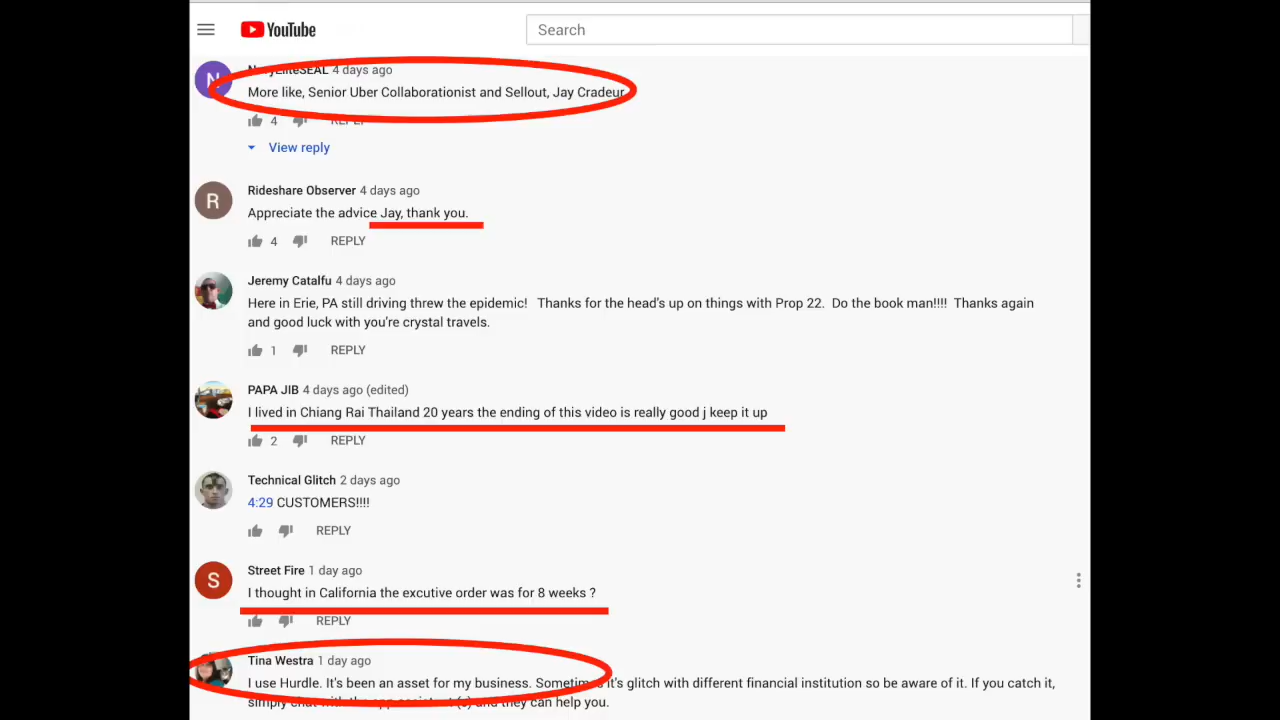 YouTube
Search
4 days ago
More like, Senior Uber Collaborationist and Sellout, Jay Cradeur
4
REPLY
View reply
R
Rideshare Observer 4 days ago
Appreciate the advice Jay, thank you.
4 REPLY
Jeremy Catalfu 4 days ago
Here in Erie, PA still driving threw the epidemic! Thanks for the head's up on things with Prop 22. Do the book man!!!! Thanks again
and good luck with you're crystal travels.
1 REPLY
PAPA JIB 4 days ago (edited)
I lived in Chiang Rai Thailand 20 years the ending of this video is really good j keep it up
2 REPLY
Technical Glitch 2 days ago
4:29 CUSTOMERS!!!!
REPLY
S
Street Fire 1 day ago
I thought in California the excutive order was for 8 weeks ?
REPLY
Tina Westra 1 day ago
I use Hurdle. It's been an asset for my business. Sometimes it's glitch with different financial institution so be aware of it. If you catch it,
simply chat with the app assistant (s) and they can help you.